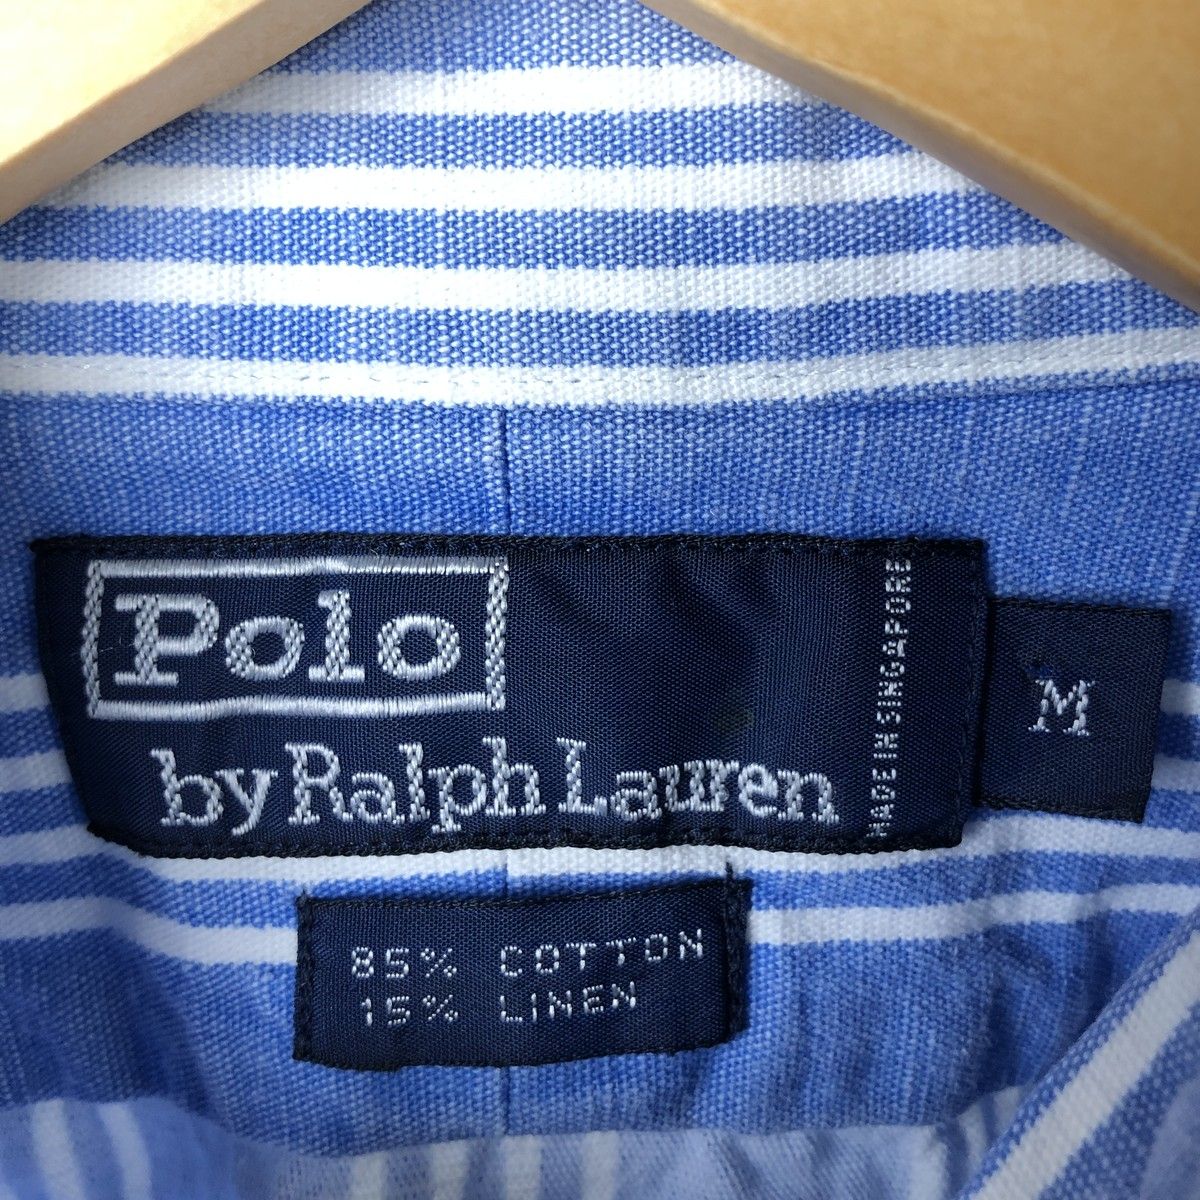 Polo
by Ralph Lauren
MADE IN SINGAPORE
M
85% COTTON
15% LINEN